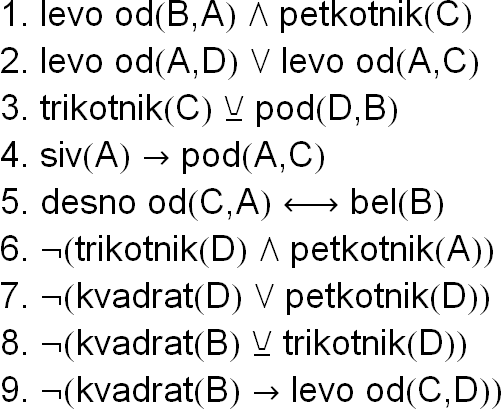 1. levo od(B,A) ∧ petkotnik(C)
2. levo od(A,D) ∨ levo od(A,C)
3. trikotnik(C) ⊻ pod(D,B)
4. siv(A) → pod(A,C)
5. desno od(C,A) ⟷ bel(B)
6. ¬(trikotnik(D) ∧ petkotnik(A))
7. ¬(kvadrat(D) ∨ petkotnik(D))
8. ¬(kvadrat(B) ⊻ trikotnik(D))
9. ¬(kvadrat(B) → levo od(C,D))